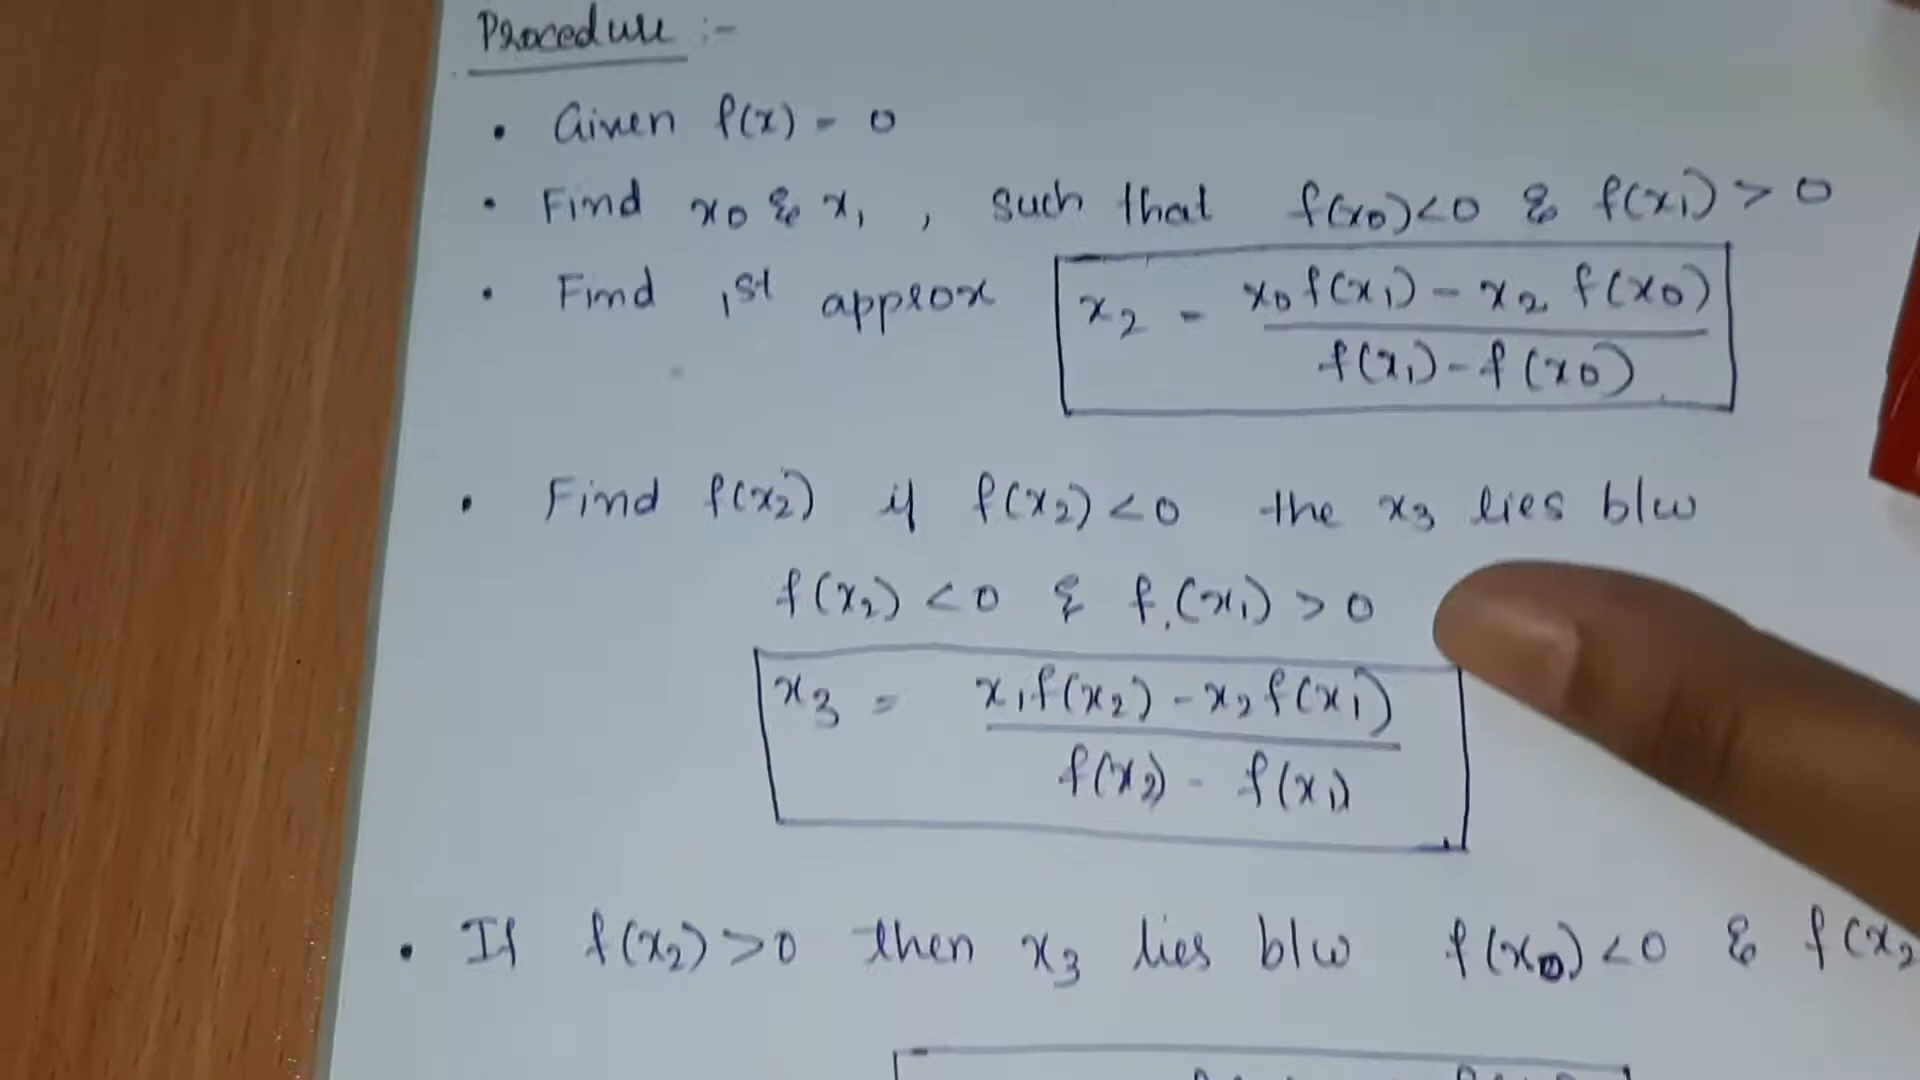 Procedure :-
• Given f(x) = 0
• Find x0 & x1 , such that f(x0)<0 & f(x1) > 0
• Find 1st approx x2 = x0 f(x1) - x2 f(x0) / f(x1) - f(x0)
• Find f(x2) if f(x2) <0 the x3 lies b/w
f(x2) <0 & f(x1) >0
x3 = x1 f(x2) - x2 f(x1) / f(x2) - f(x1)
• If f(x2) >0 then x3 lies b/w f(x0) <0 & f(x2